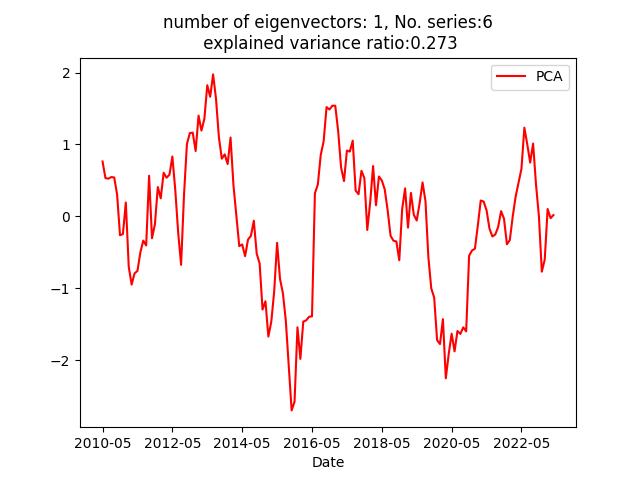 number of eigenvectors: 1, No. series:6
explained variance ratio:0.273
PCA
2
1
0
−1
−2
2010-05 2012-05 2014-05 2016-05 2018-05 2020-05 2022-05
Date